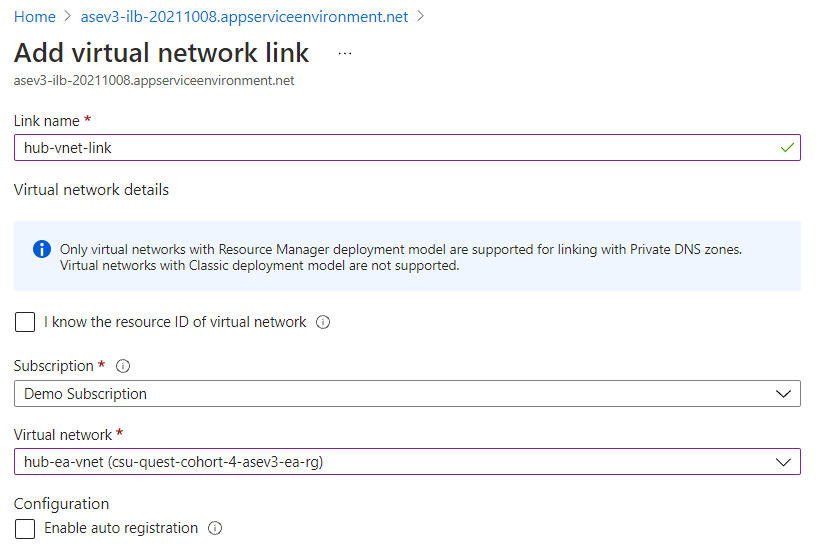 Home > asev3-ilb-20211008.appserviceenvironment.net >
Add virtual network link ...
asev3-ilb-20211008.appserviceenvironment.net
Link name *
hub-vnet-link
Virtual network details
Only virtual networks with Resource Manager deployment model are supported for linking with Private DNS zones.
Virtual networks with Classic deployment model are not supported.
I know the resource ID of virtual network
Subscription *
Demo Subscription
Virtual network *
hub-ea-vnet (csu-quest-cohort-4-asev3-ea-rg)
Configuration
Enable auto registration